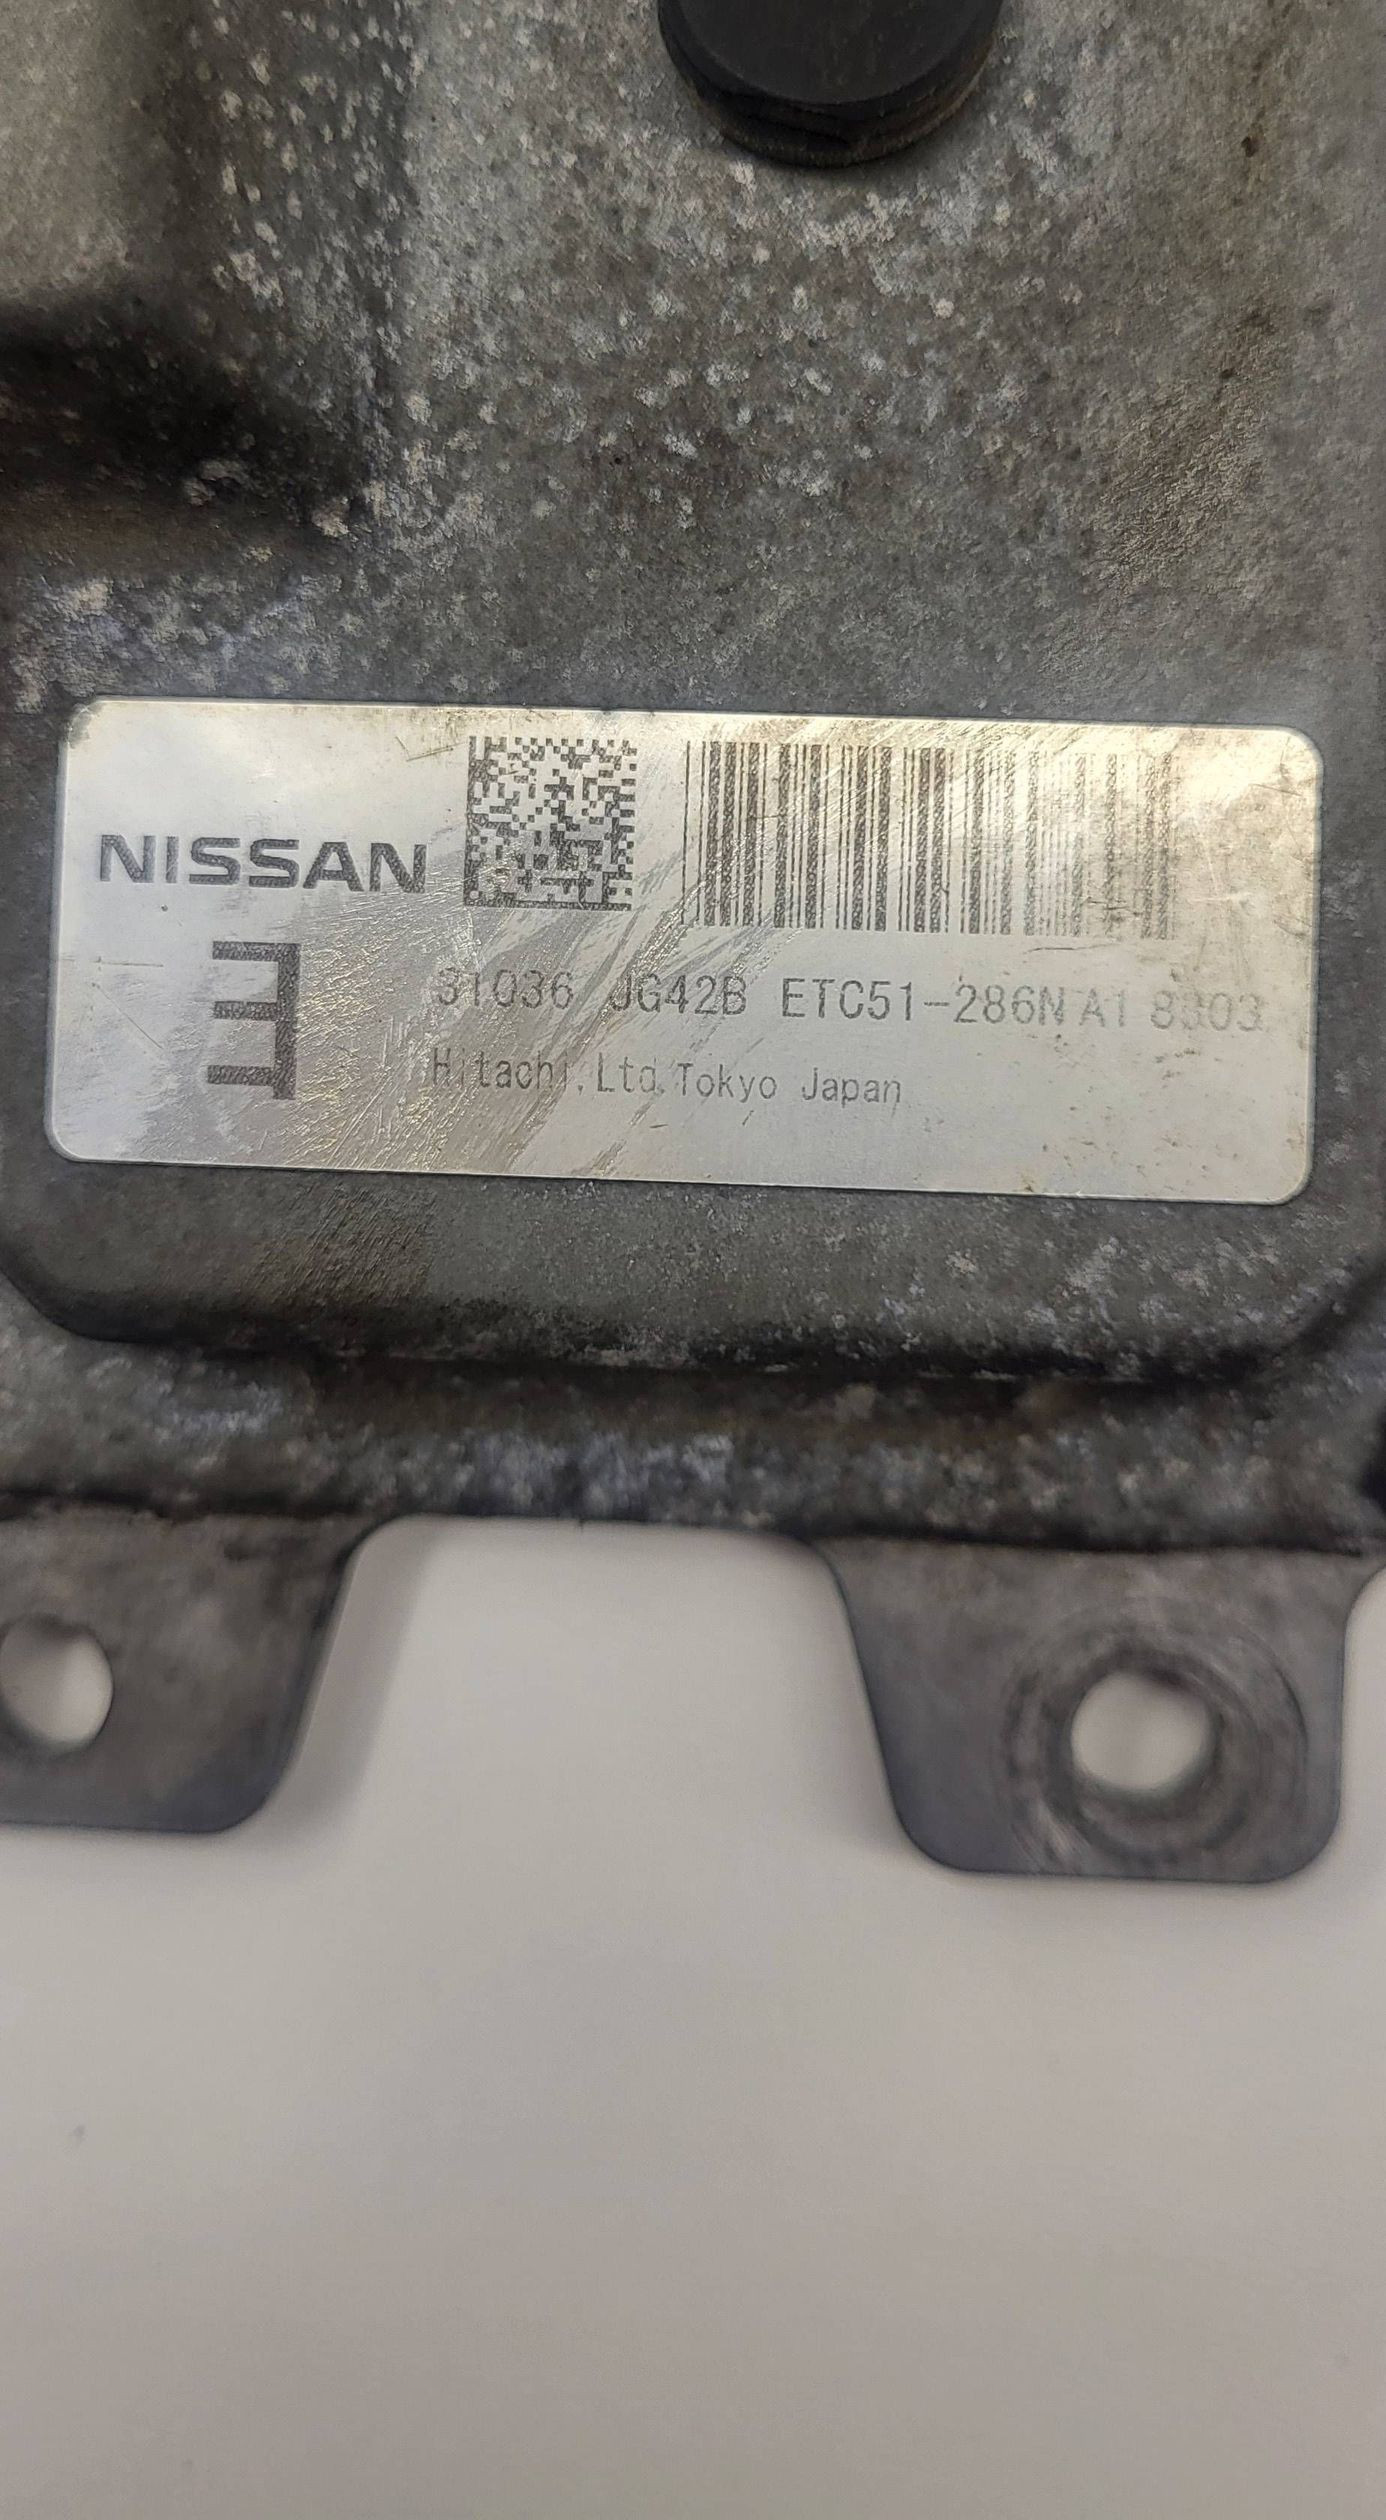 NISSAN
E
31036 JG42B ETC51-286N A1 8303
Hitachi.Ltd.Tokyo Japan